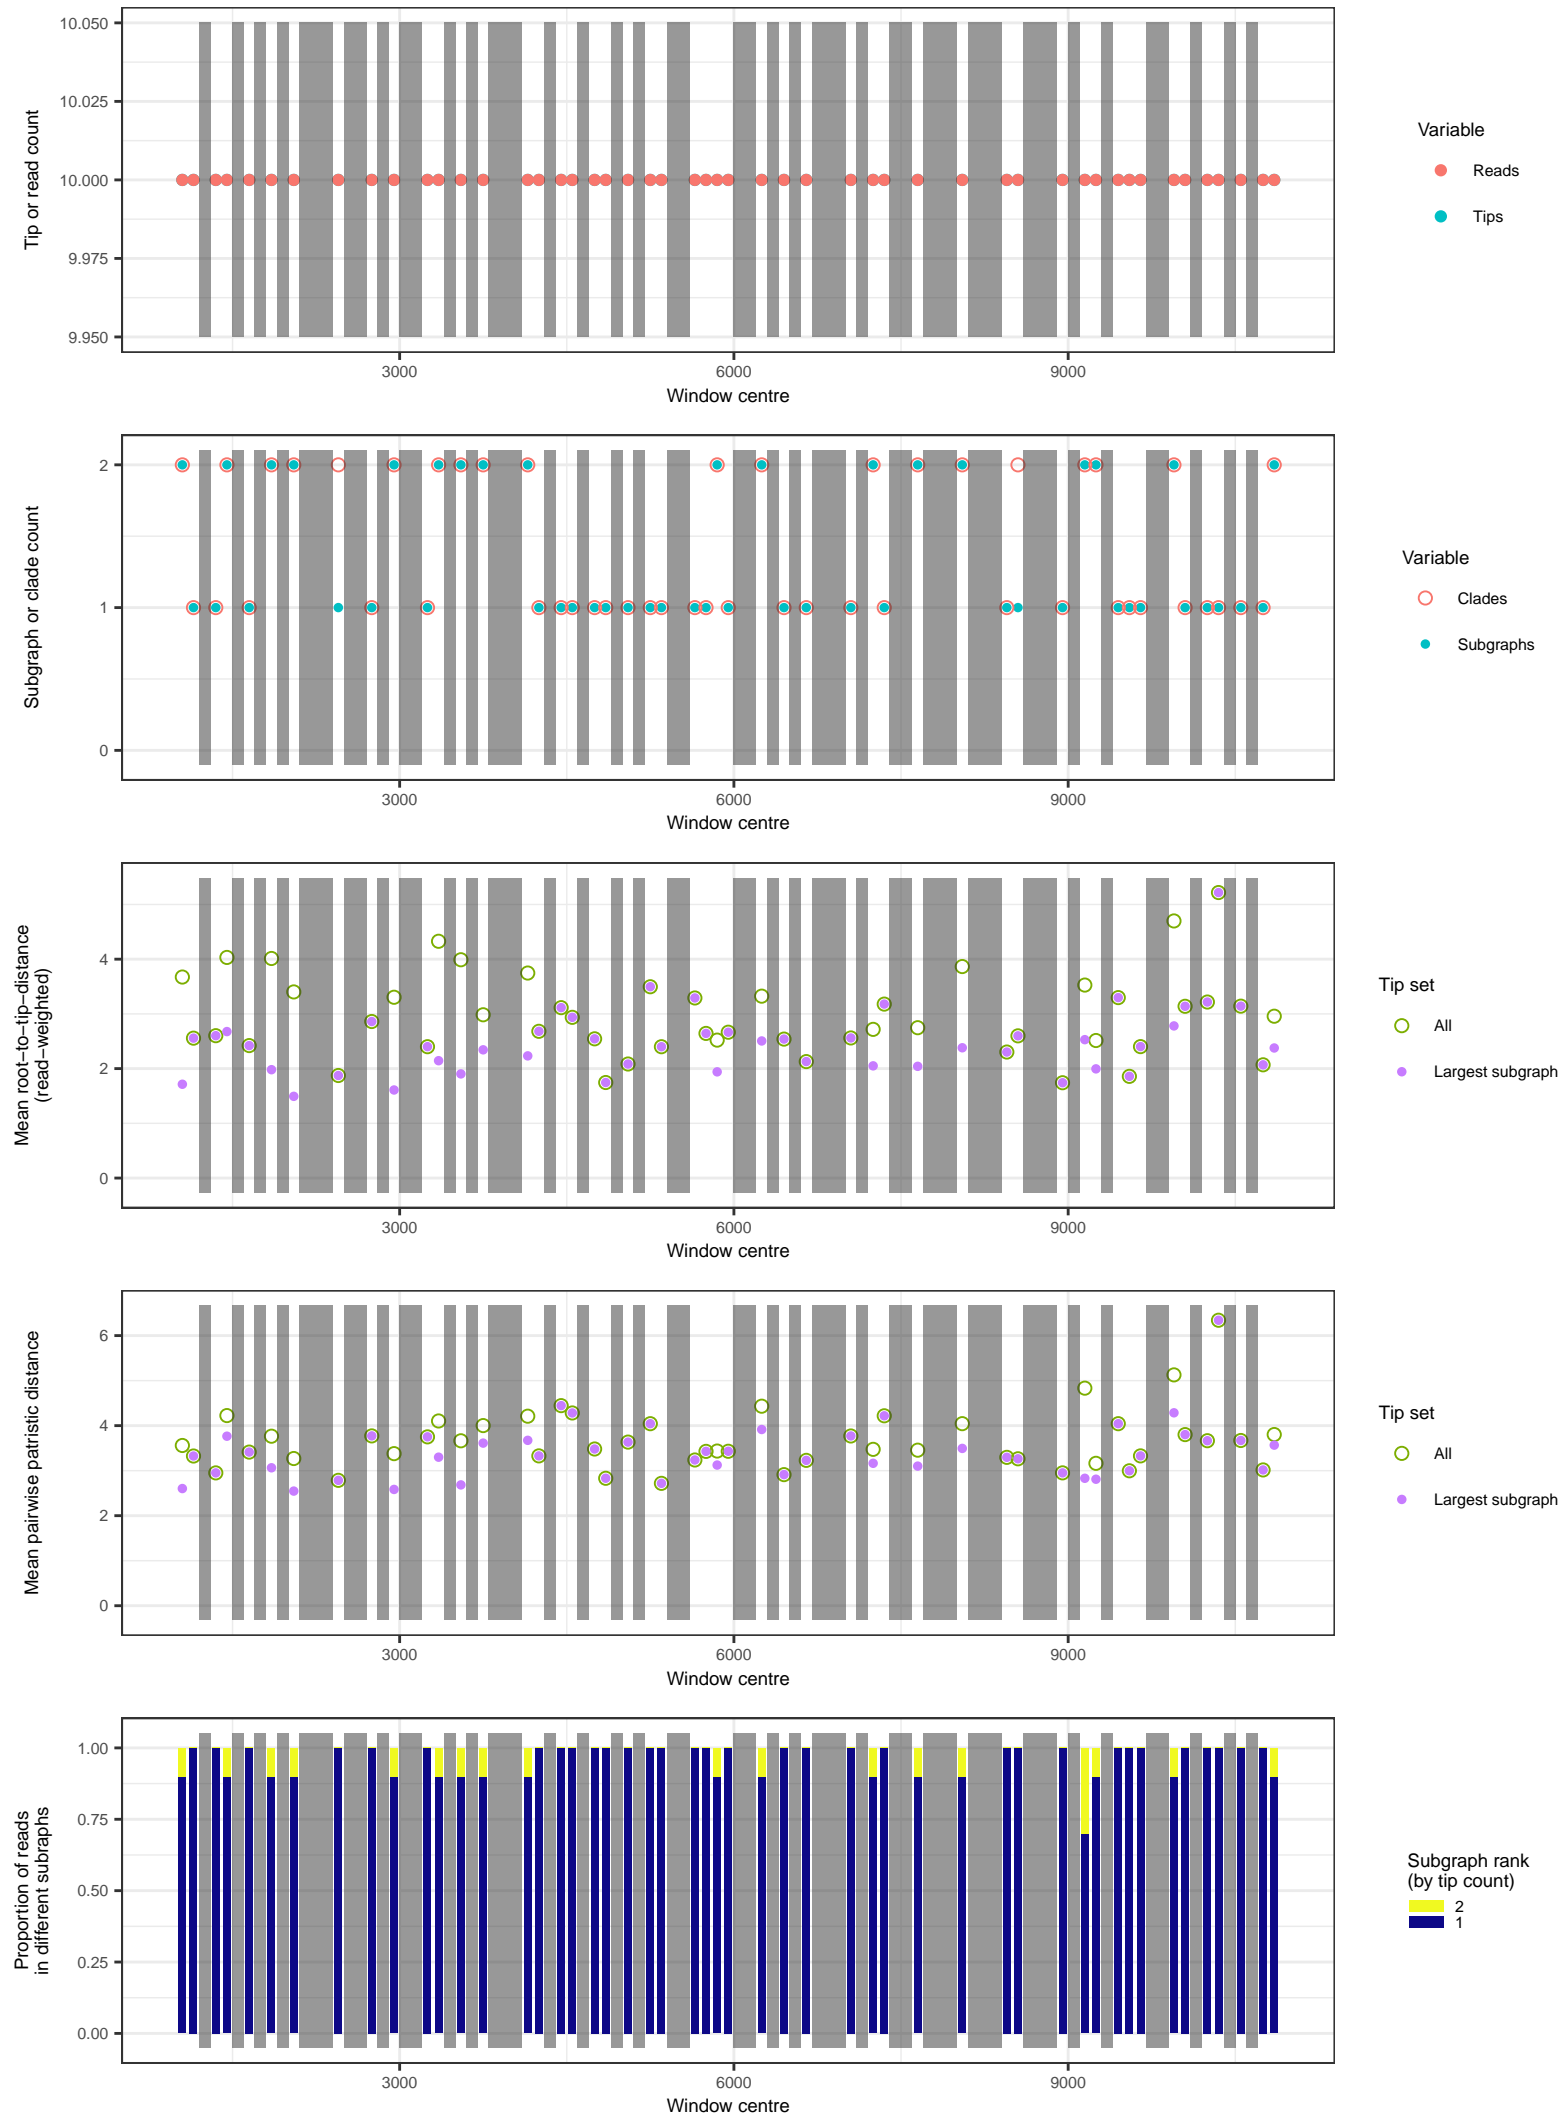 10.050
10.025
10.000
9.975
9.950
Tip or read count
3000
6000
9000
Window centre
Variable
Reads
Tips
2
1
0
Subgraph or clade count
3000
6000
9000
Window centre
Variable
Clades
Subgraphs
4
2
0
Mean root−to−tip−distance
(read−weighted)
3000
6000
9000
Window centre
Tip set
All
Largest subgraph
6
4
2
0
Mean pairwise patristic distance
3000
6000
9000
Window centre
Tip set
All
Largest subgraph
1.00
0.75
0.50
0.25
0.00
Proportion of reads
in different subraphs
3000
6000
9000
Window centre
Subgraph rank
(by tip count)
2
1